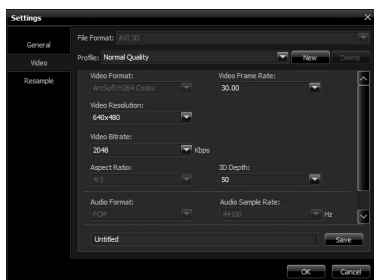 Settings
General
Video
Resample
File Format: AVI 3D
Profile: Normal Quality New Delete
Video Format: Video Frame Rate:
ArcSoft H264 Codec 30.00
Video Resolution:
640x480
Video Bitrate:
2048 Kbps
Aspect Ratio: 3D Depth:
4:3 50
Audio Format: Audio Sample Rate:
PCM 44100 Hz
Untitled Save
OK Cancel